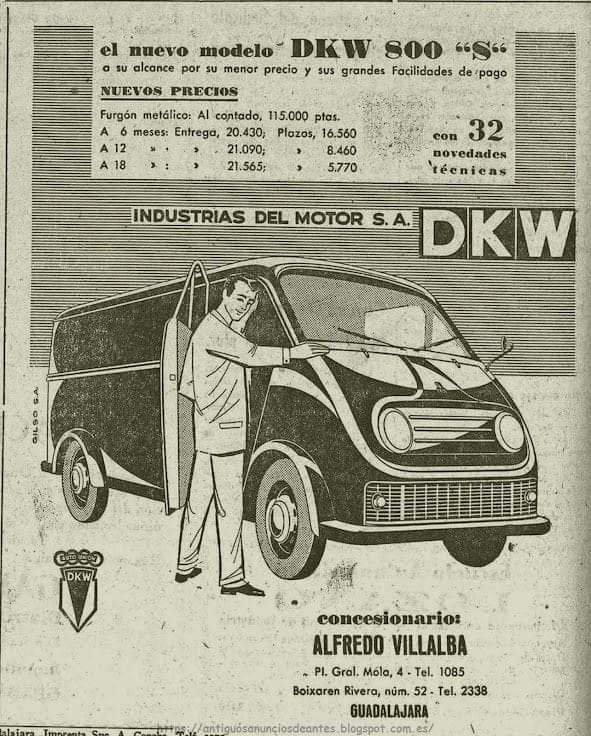 el nuevo modelo DKW 800 “S“
a su alcance por su menor precio y sus grandes Facilidades de pago
NUEVOS PRECIOS
Furgón metálico: Al contado, 115.000 ptas.
A 6 meses: Entrega, 20.430; Plazos, 16.560
A 12 » » 21.090; » 8.460
A 18 » : » 21.565; » 5.770
con 32
novedades
técnicas
INDUSTRIAS DEL MOTOR S. A. DKW
GILSO S.A.
AUTO UNION
DKW
concesionario:
ALFREDO VILLALBA
Pl. Gral. Móla, 4 - Tel. 1085
Boixaren Rivera, núm. 52 - Tel. 2338
GUADALAJARA
https://antiguosanunciosdeantes.blogspot.com.es/